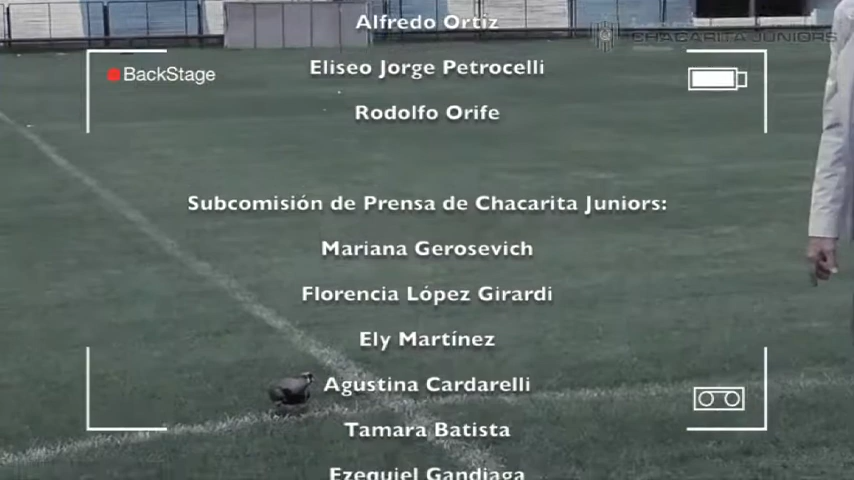 Alfredo Ortiz
CHACARITA JUNIORS
Eliseo Jorge Petrocelli
BackStage
Rodolfo Orife
Subcomisión de Prensa de Chacarita Juniors:
Mariana Gerosevich
Florencia López Girardi
Ely Martínez
Agustina Cardarelli
Tamara Batista
Ezequiel Gandiaga